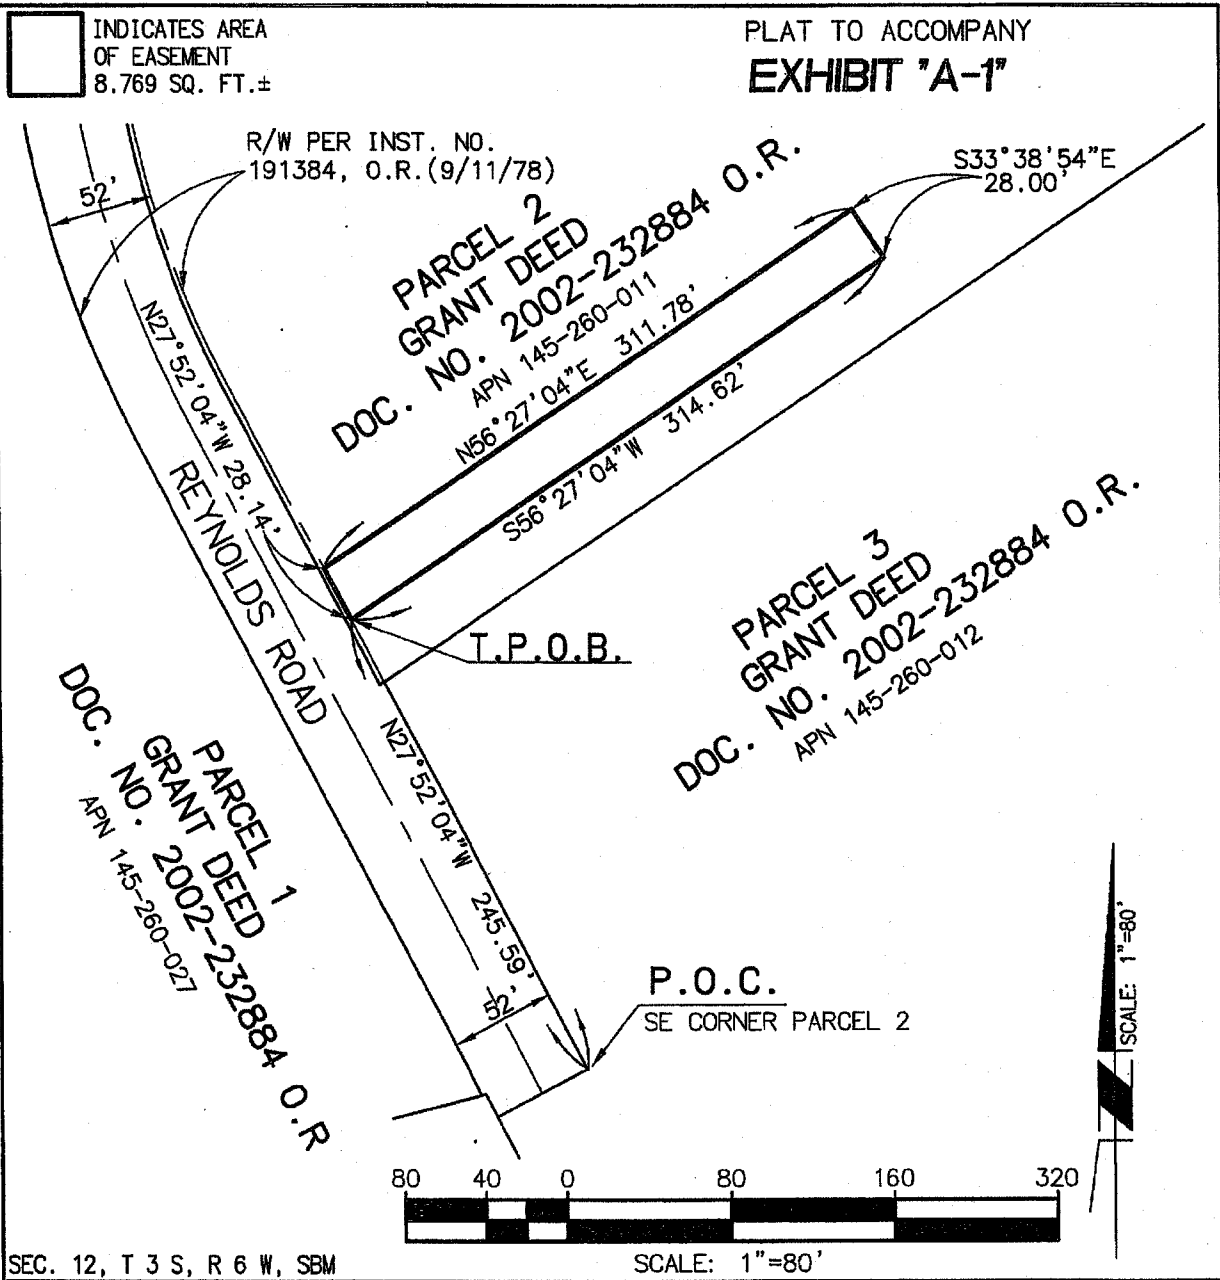 INDICATES AREA
OF EASEMENT
8.769 SQ. FT.±
PLAT TO ACCOMPANY
EXHIBIT "A-1"
R/W PER INST. NO.
191384, O.R.(9/11/78)
S33°38'54"E
28.00'
52'
PARCEL 2
GRANT DEED
DOC. NO. 2002-232884 O.R.
APN 145-260-011
N56°27'04"E 311.78'
S56°27'04"W 314.62'
N27°52'04"W 28.14'
REYNOLDS ROAD
T.P.O.B.
PARCEL 3
GRANT DEED
DOC. NO. 2002-232884 O.R.
APN 145-260-012
N27°52'04"W 245.59'
PARCEL 1
GRANT DEED
DOC. NO. 2002-232884 O.R
APN 145-260-027
52'
P.O.C.
SE CORNER PARCEL 2
SCALE: 1"=80'
80 40 0 80 160 320
SCALE: 1"=80'
SEC. 12, T 3 S, R 6 W, SBM